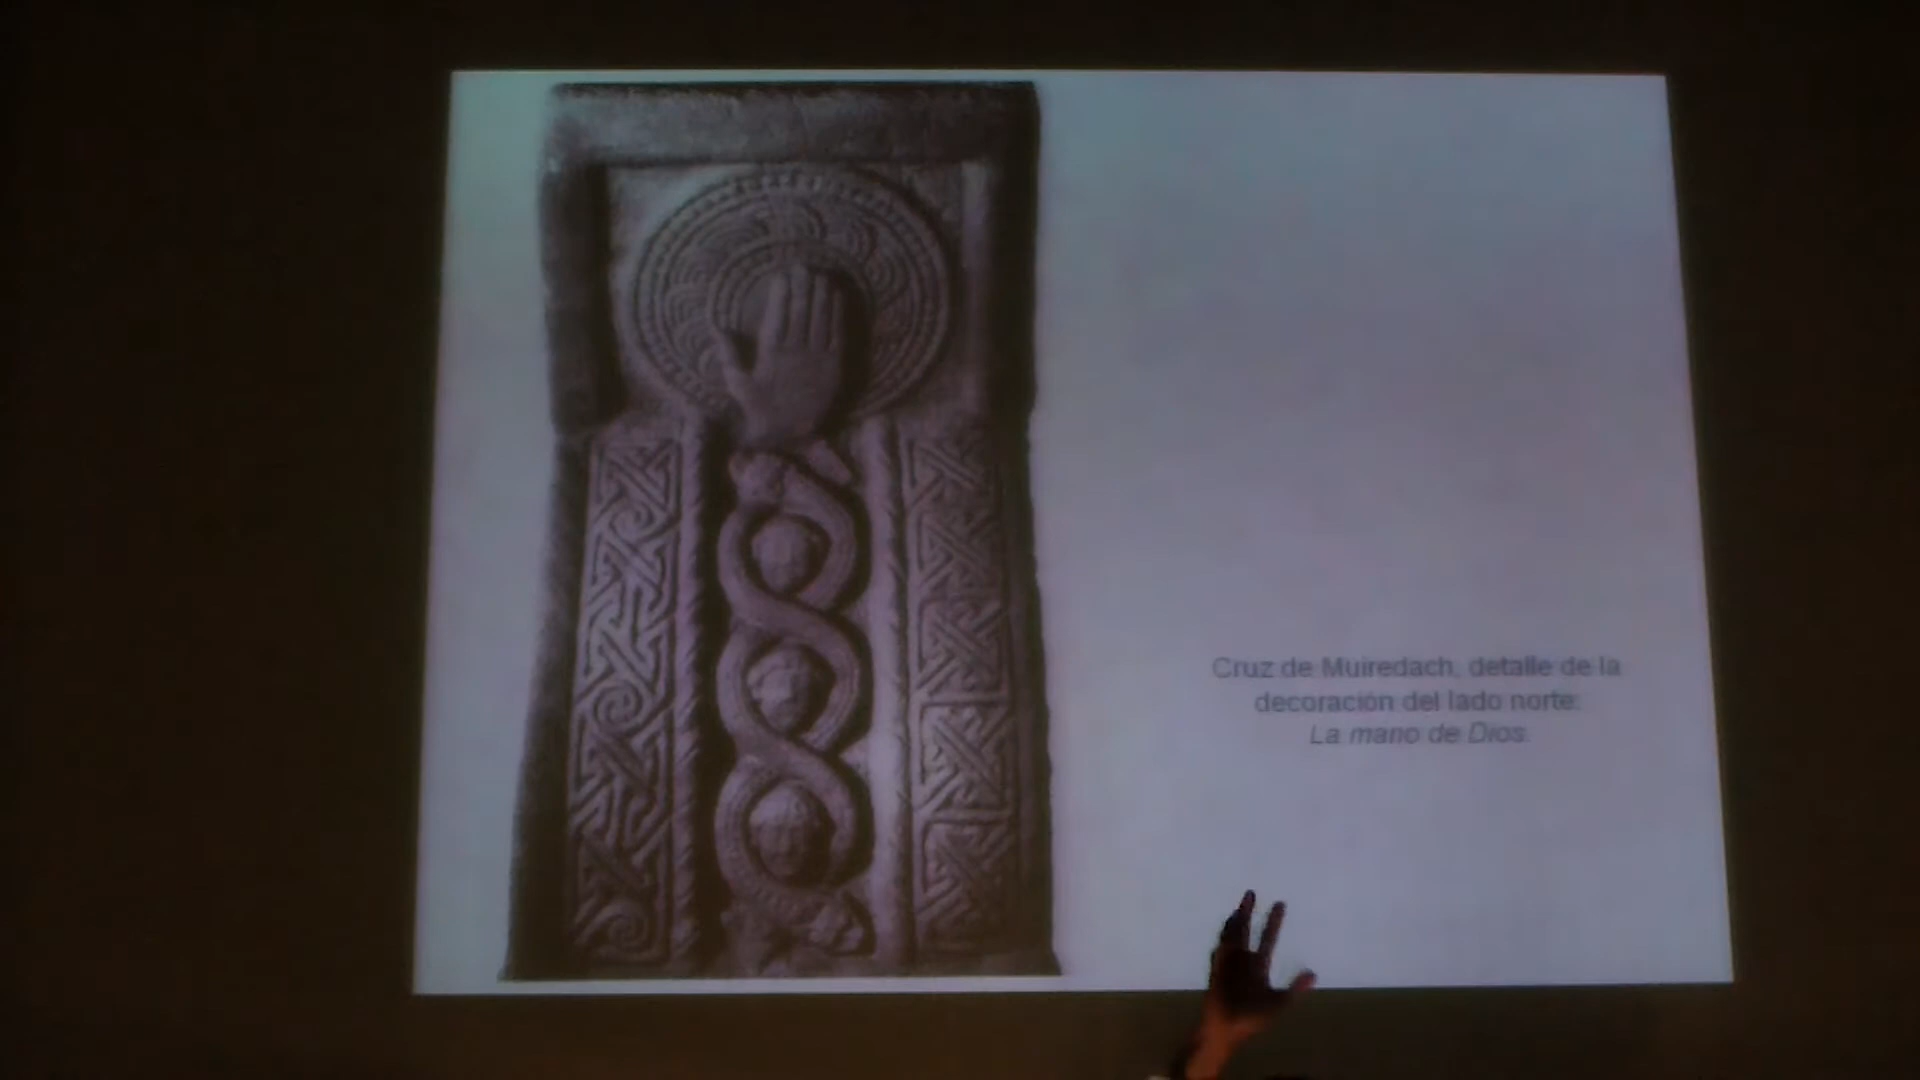 Cruz de Muiredach, detalle de la
decoración del lado norte:
La mano de Dios.